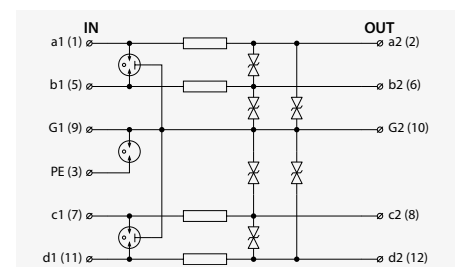 IN OUT
a1 (1) a2 (2)
b1 (5) b2 (6)
G1 (9) G2 (10)
PE (3)
c1 (7) c2 (8)
d1 (11) d2 (12)